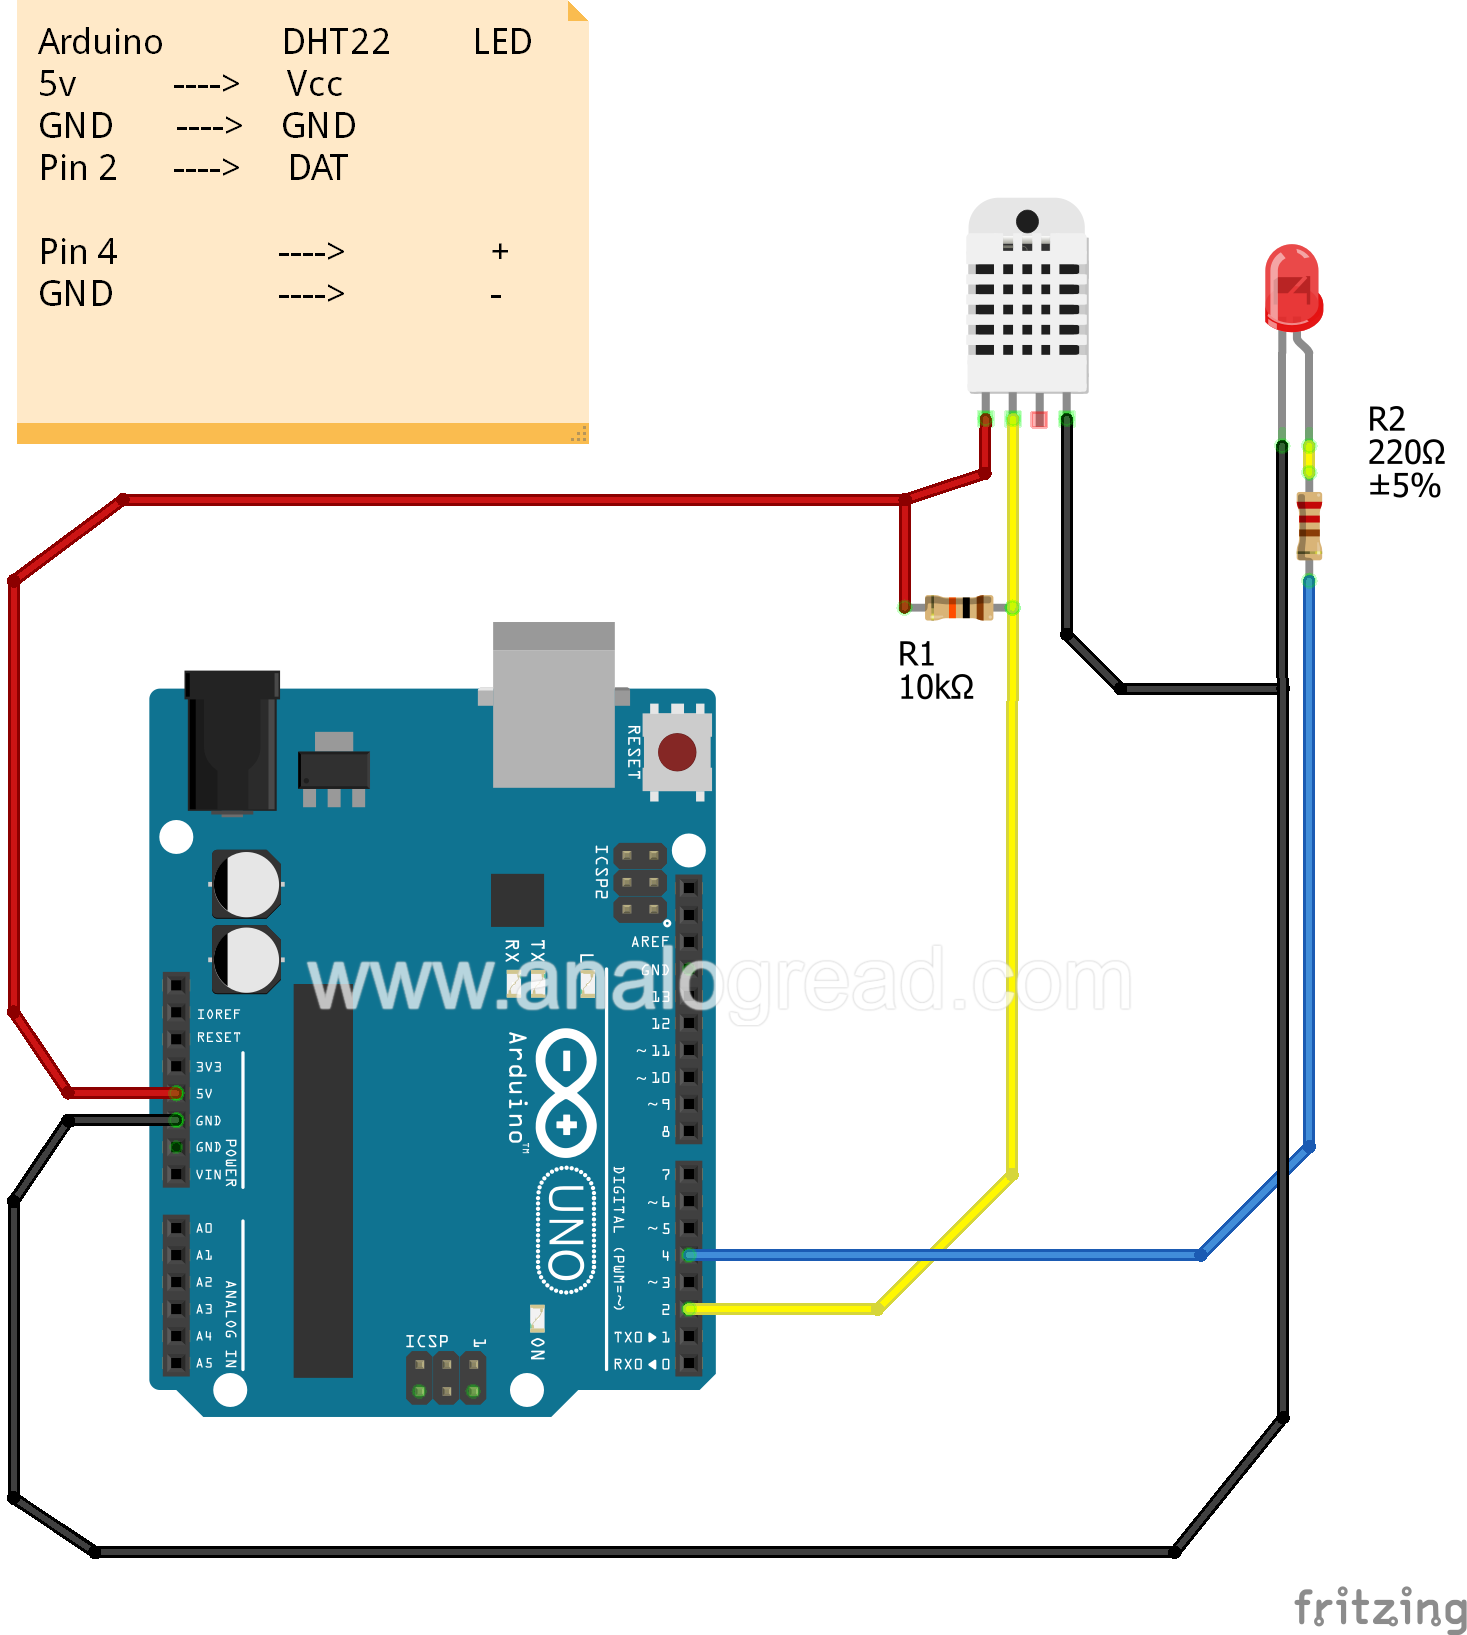 Arduino DHT22 LED
5v ----> Vcc
GND ----> GND
Pin 2 ----> DAT
Pin 4 ----> +
GND ----> -
R2
220Ω
±5%
R1
10kΩ
RESET
ICSP2
AREF
GND
13
12
~11
~10
~9
8
7
~6
~5
4
~3
2
TX0▶1
RX0◀0
RX
TX
L
www.analogread.com
IOREF
RESET
3V3
5V
GND
GND
VIN
POWER
A0
A1
A2
A3
A4
A5
ANALOG IN
Arduino™
UNO
DIGITAL (PWM=~)
ICSP
1
ON
fritzing